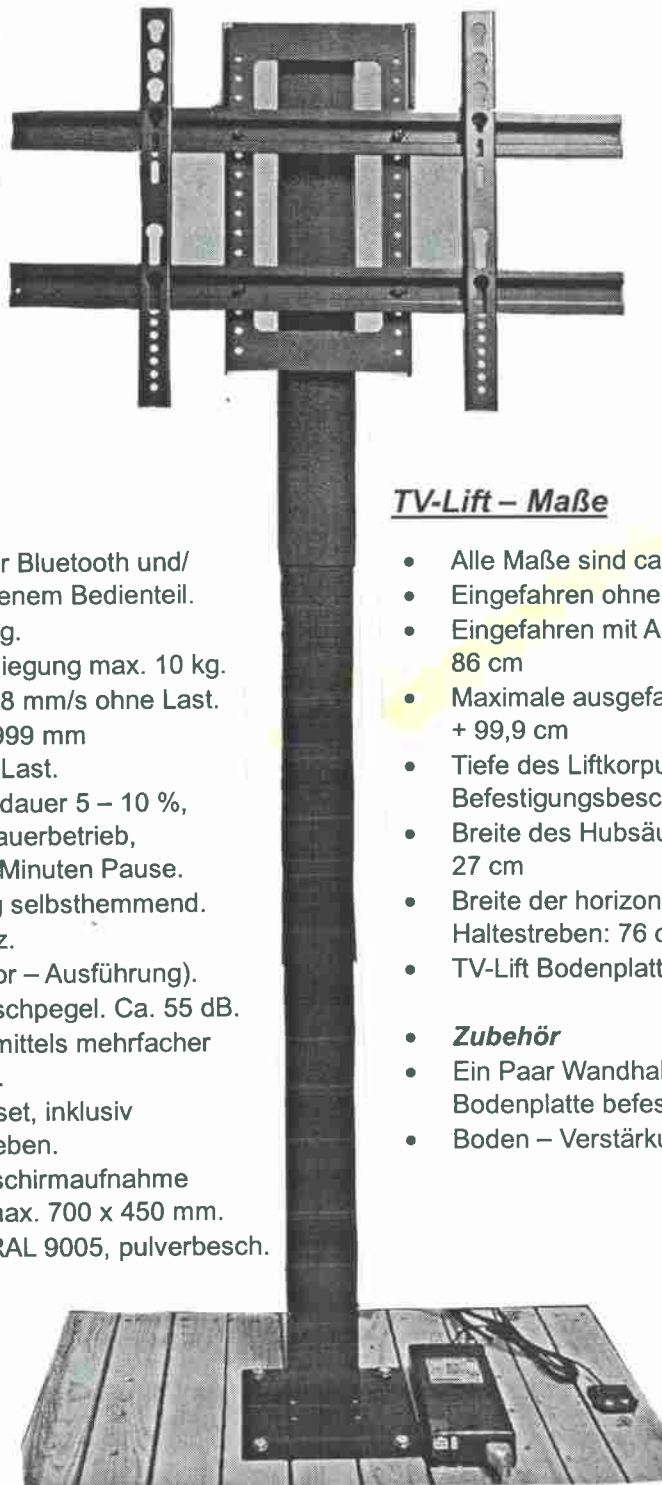 r Bluetooth und/
enem Bedienteil.
g.
iegung max. 10 kg.
8 mm/s ohne Last.
999 mm
Last.
dauer 5 – 10 %,
auerbetrieb,
Minuten Pause.
g selbsthemmend.
z.
or – Ausführung).
schpegel. Ca. 55 dB.
mittels mehrfacher
.
set, inklusiv
eben.
schirmaufnahme
max. 700 x 450 mm.
RAL 9005, pulverbesch.
TV-Lift – Maße
• Alle Maße sind ca
• Eingefahren ohne
• Eingefahren mit A
86 cm
• Maximale ausgefa
+ 99,9 cm
• Tiefe des Liftkorpu
Befestigungsbesc
• Breite des Hubsäu
27 cm
• Breite der horizon
Haltestreben: 76 c
• TV-Lift Bodenplatt
• Zubehör
• Ein Paar Wandhal
Bodenplatte befes
• Boden – Verstärku